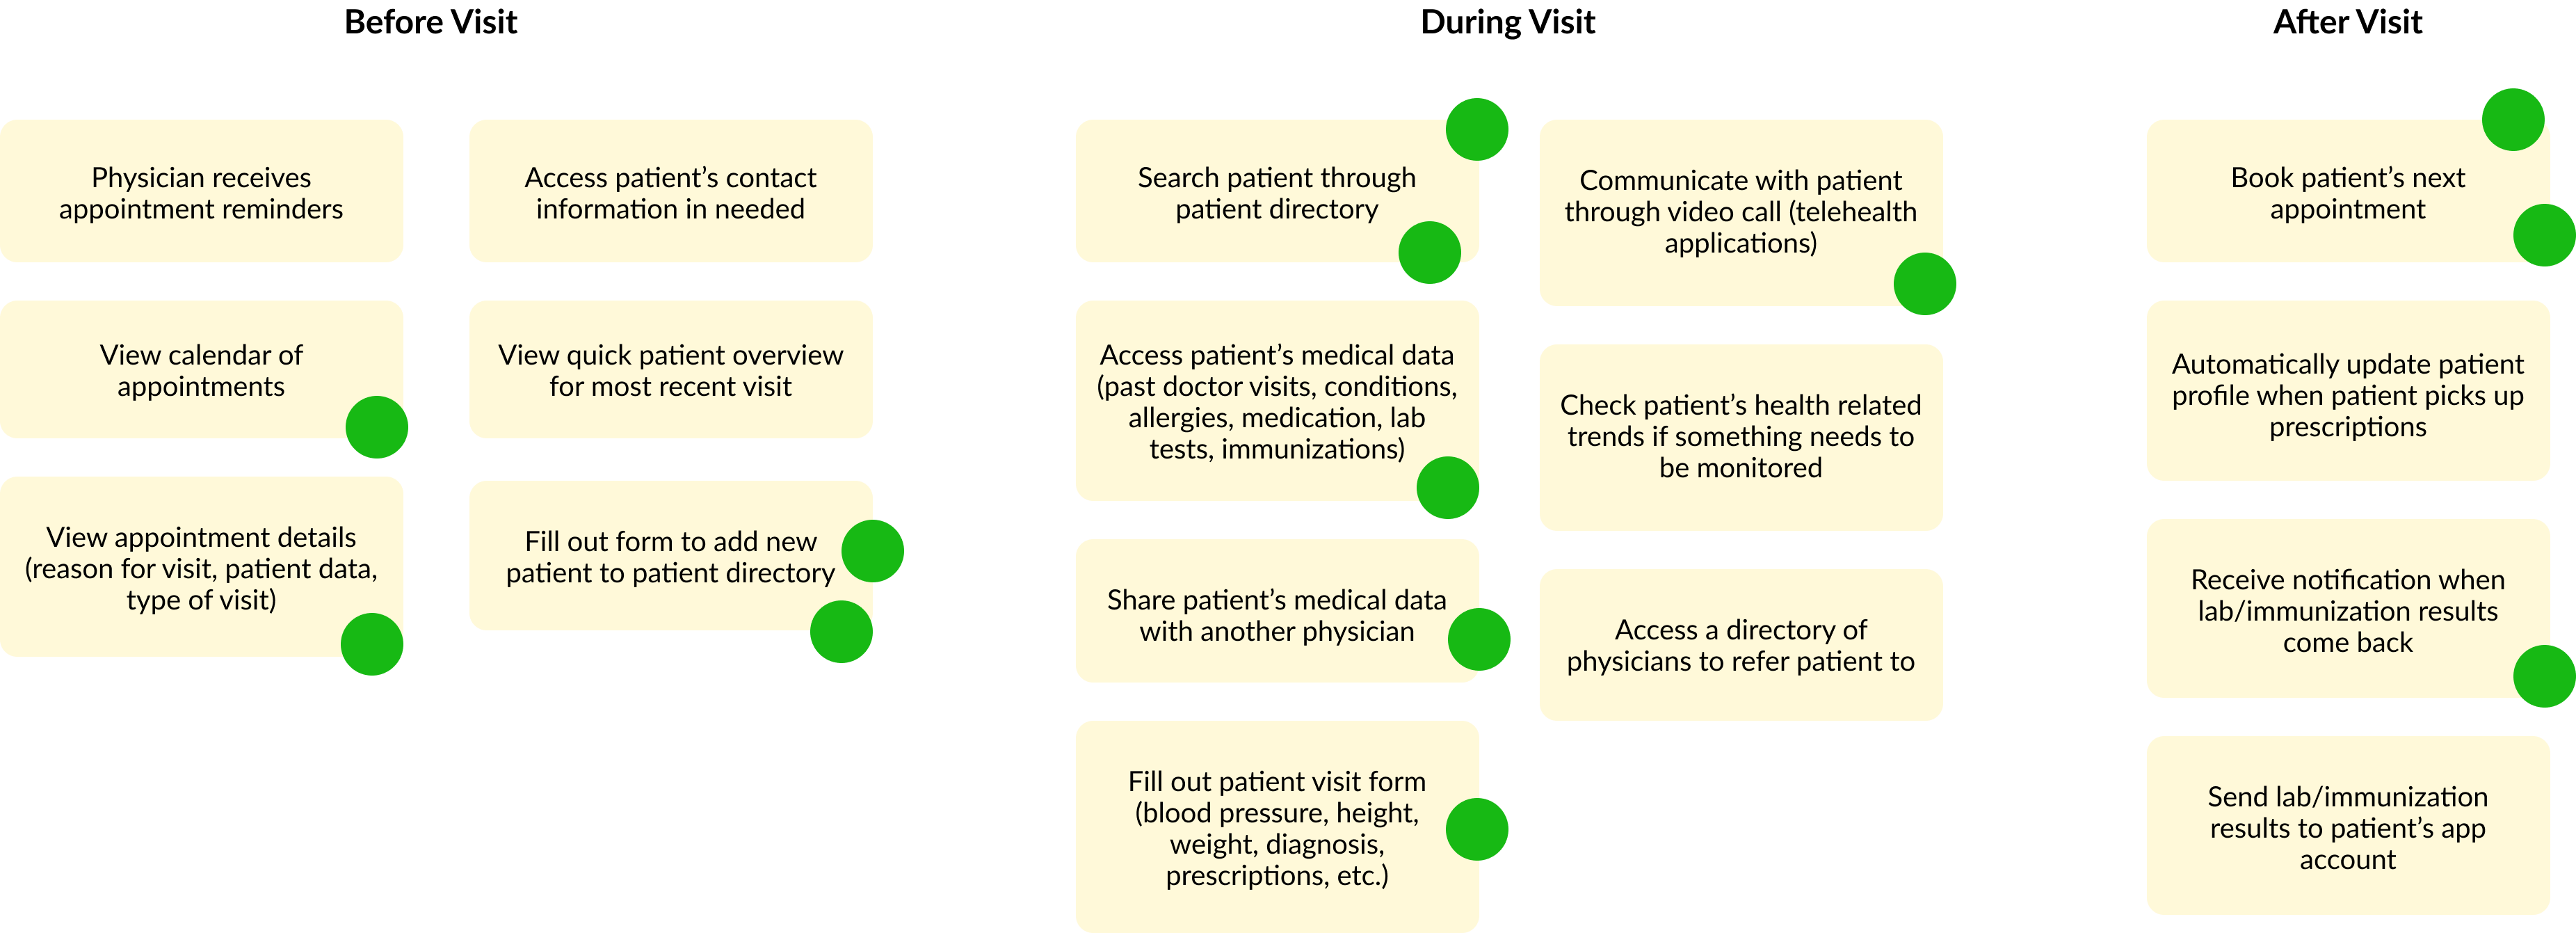 Before Visit
Physician receives
appointment reminders
Access patient’s contact
information in needed
View calendar of
appointments
View quick patient overview
for most recent visit
View appointment details
(reason for visit, patient data,
type of visit)
Fill out form to add new
patient to patient directory
During Visit
Search patient through
patient directory
Communicate with patient
through video call (telehealth
applications)
Access patient’s medical data
(past doctor visits, conditions,
allergies, medication, lab
tests, immunizations)
Check patient’s health related
trends if something needs to
be monitored
Share patient’s medical data
with another physician
Access a directory of
physicians to refer patient to
Fill out patient visit form
(blood pressure, height,
weight, diagnosis,
prescriptions, etc.)
After Visit
Book patient’s next
appointment
Automatically update patient
profile when patient picks up
prescriptions
Receive notification when
lab/immunization results
come back
Send lab/immunization
results to patient’s app
account